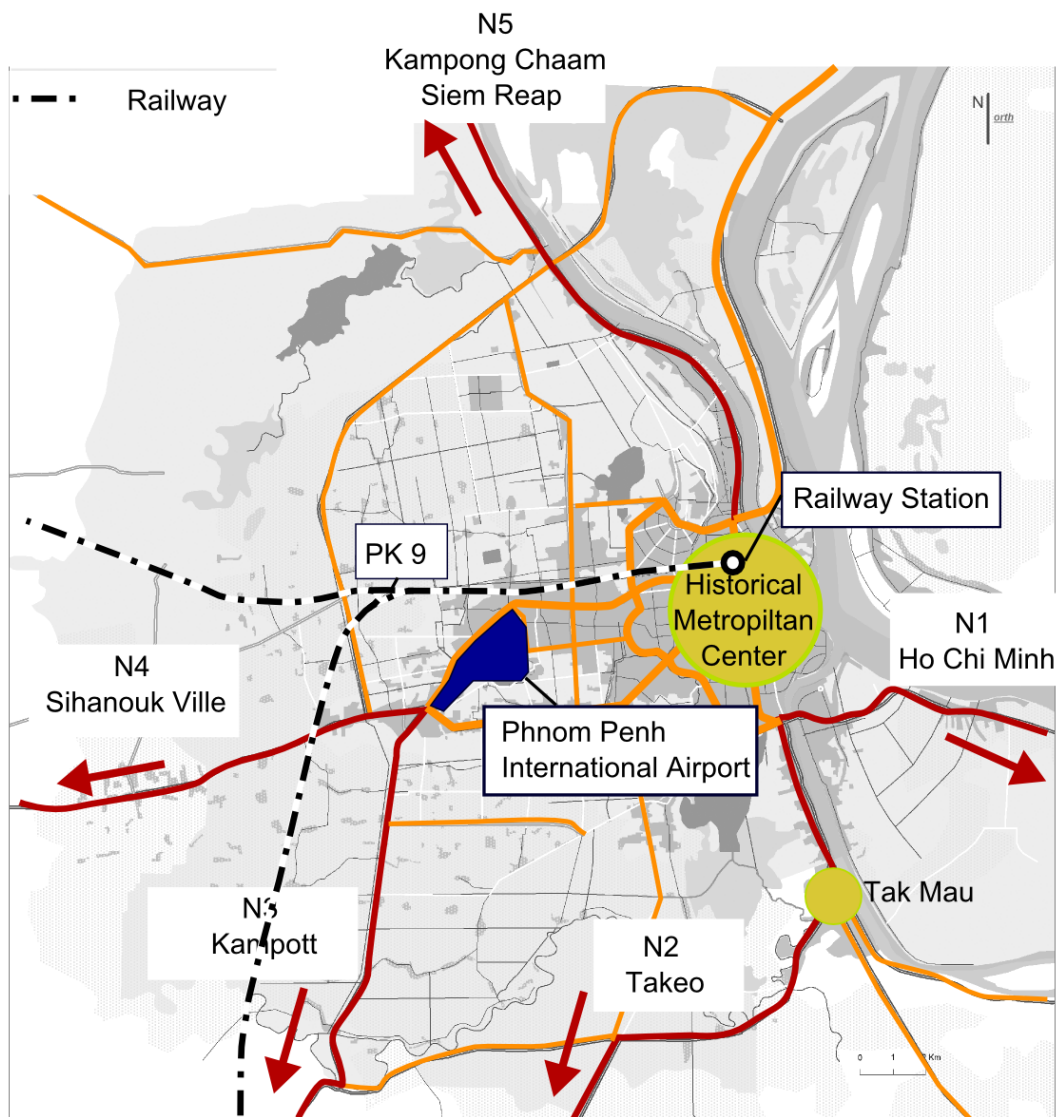 N5
Kampong Chaam
Siem Reap
Railway
N
orth
Railway Station
PK 9
Historical
Metropiltan
Center
N1
Ho Chi Minh
N4
Sihanouk Ville
Phnom Penh
International Airport
Tak Mau
N3
Kampott
N2
Takeo
0 1 2 Km